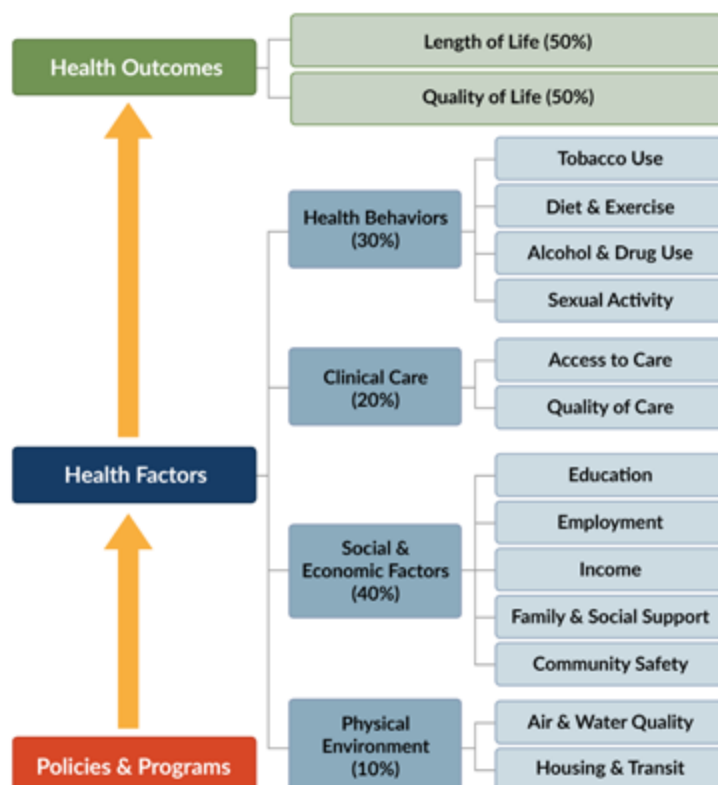 Health Outcomes
Length of Life (50%)
Quality of Life (50%)
Health Factors
Health Behaviors
(30%)
Tobacco Use
Diet & Exercise
Alcohol & Drug Use
Sexual Activity
Clinical Care
(20%)
Access to Care
Quality of Care
Social &
Economic Factors
(40%)
Education
Employment
Income
Family & Social Support
Community Safety
Physical
Environment
(10%)
Air & Water Quality
Housing & Transit
Policies & Programs